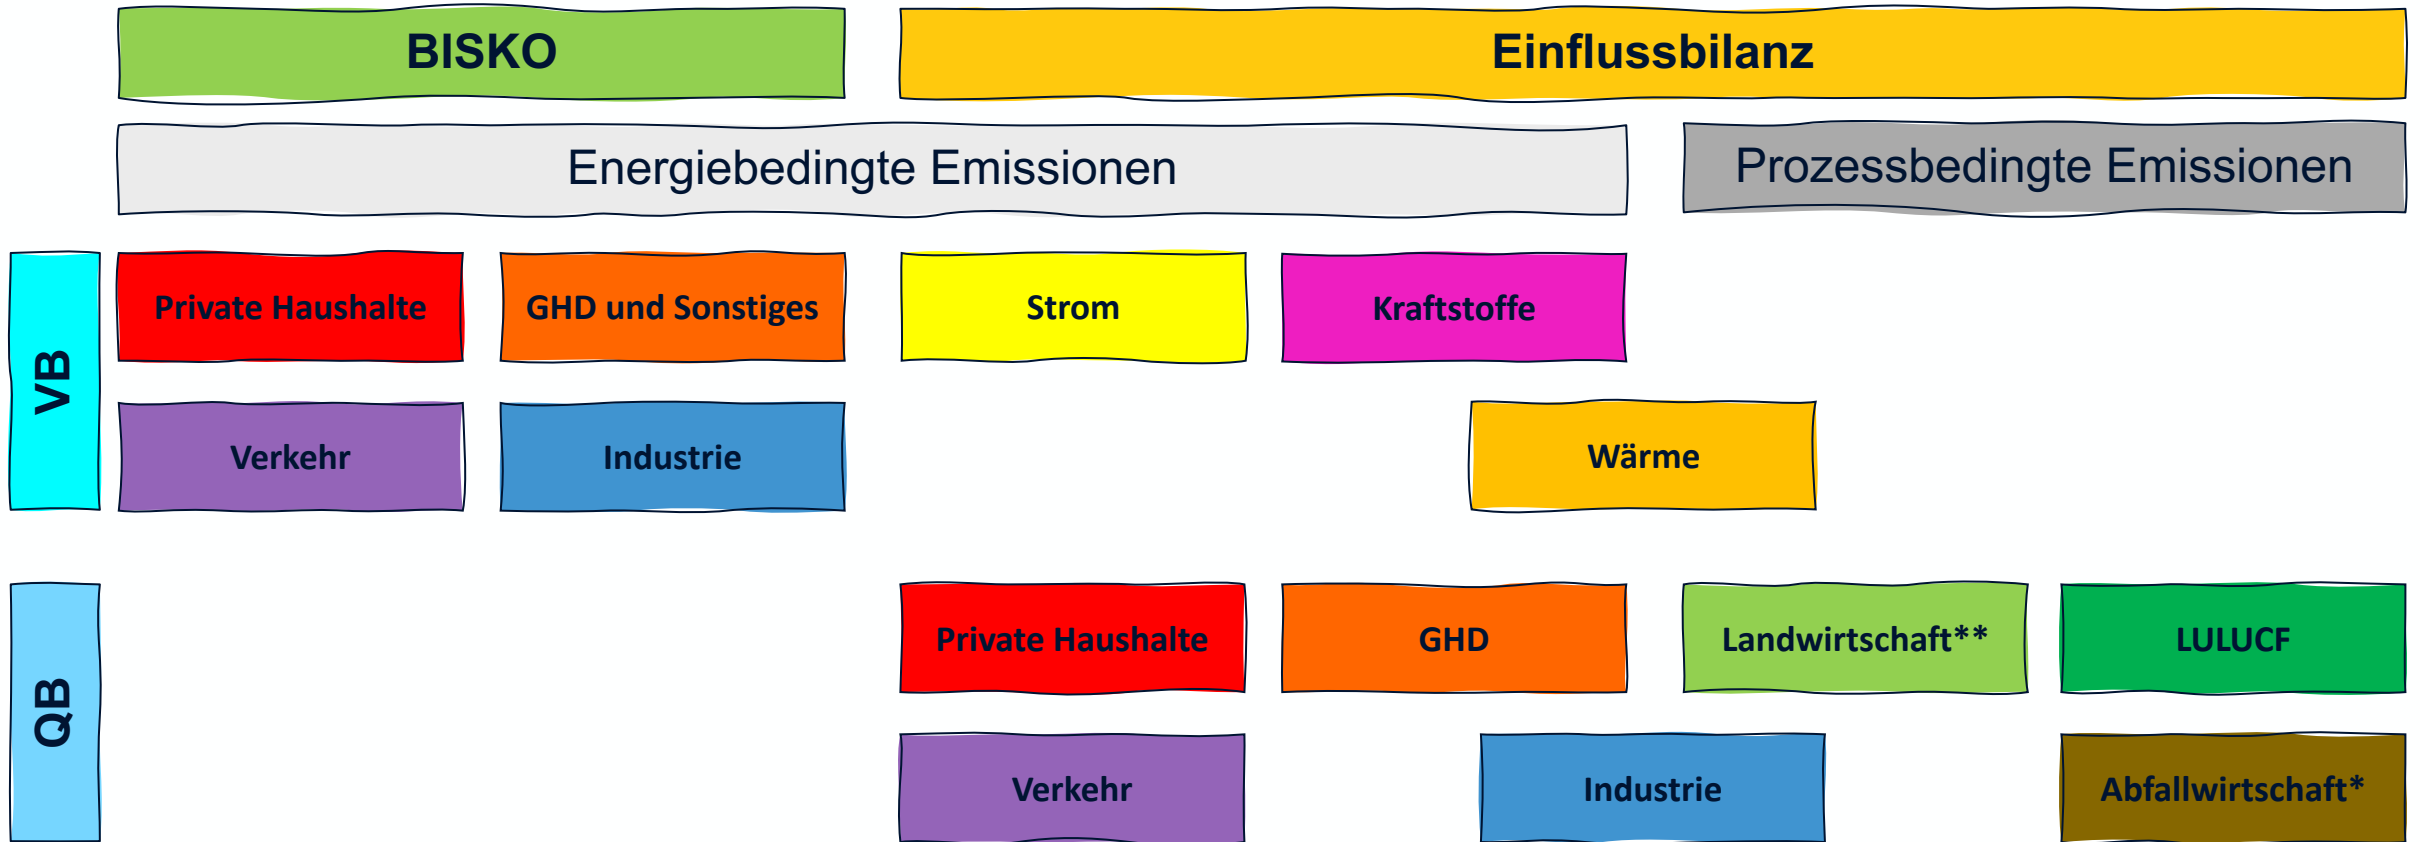 BISKO
Einflussbilanz
Energiebedingte Emissionen
Prozessbedingte Emissionen
VB
Private Haushalte
GHD und Sonstiges
Strom
Kraftstoffe
Verkehr
Industrie
Wärme
QB
Private Haushalte
GHD
Landwirtschaft**
LULUCF
Verkehr
Industrie
Abfallwirtschaft*